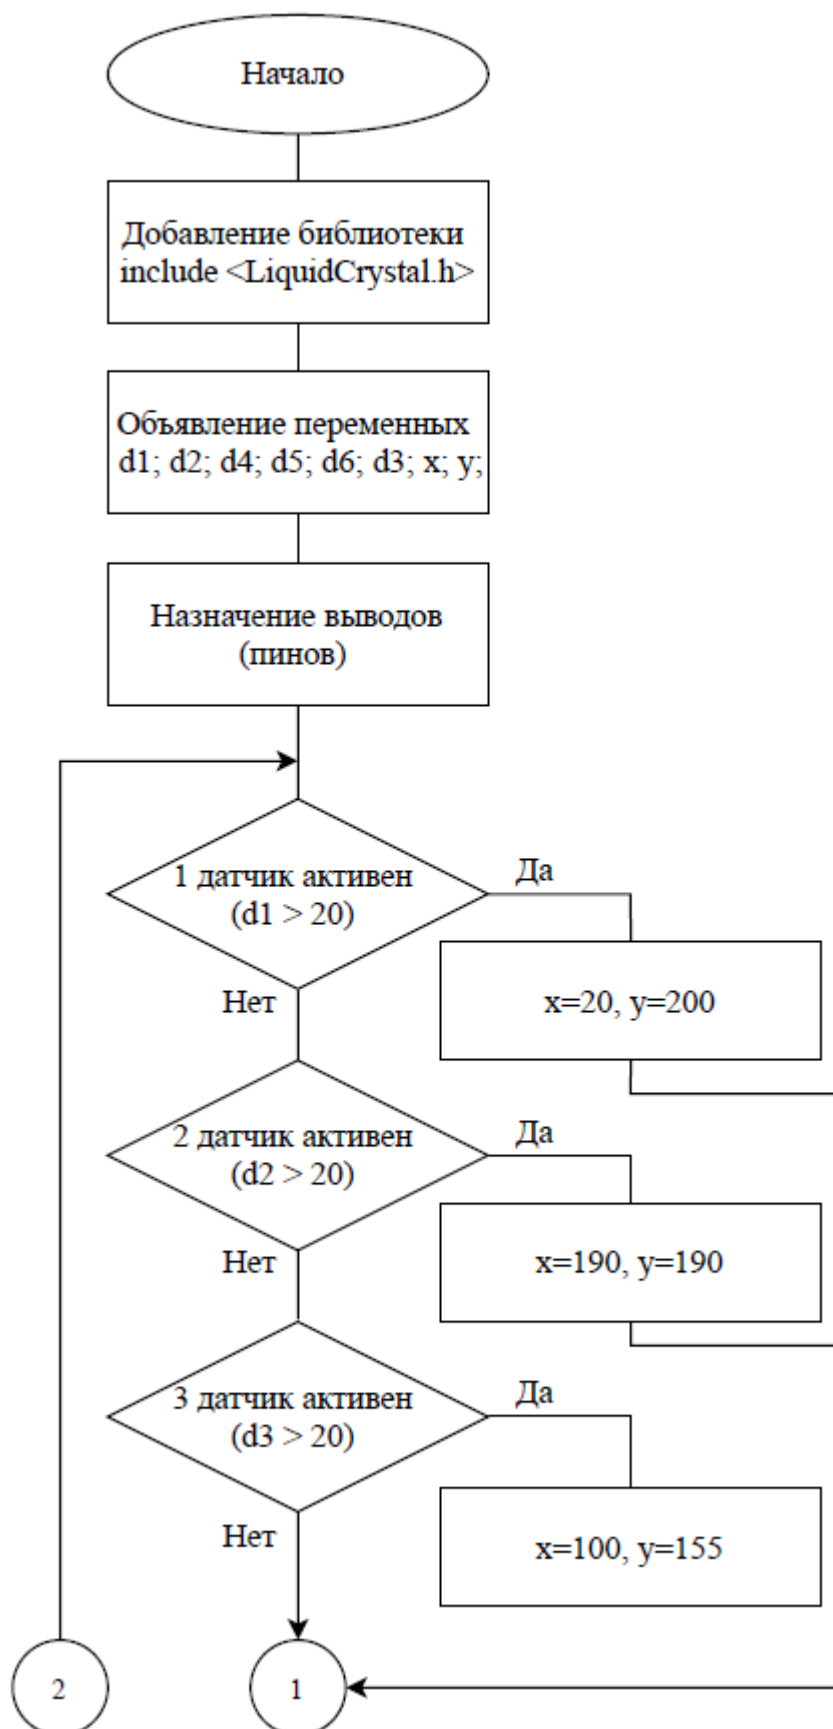 Начало
Добавление библиотеки
include <LiquidCrystal.h>
Объявление переменных
d1; d2; d4; d5; d6; d3; x; y;
Назначение выводов
(пинов)
1 датчик активен
(d1 > 20)
Да
Нет
x=20, y=200
2 датчик активен
(d2 > 20)
Да
Нет
x=190, y=190
3 датчик активен
(d3 > 20)
Да
Нет
x=100, y=155
2
1